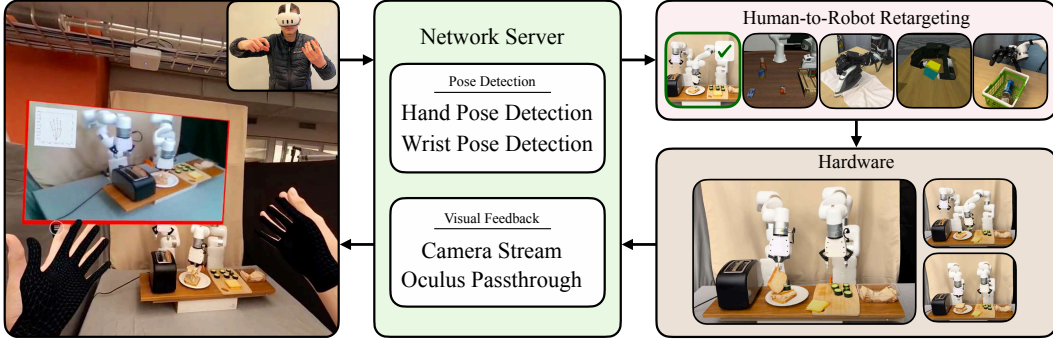 Network Server
Pose Detection
Hand Pose Detection
Wrist Pose Detection
Visual Feedback
Camera Stream
Oculus Passthrough
Human-to-Robot Retargeting
Hardware